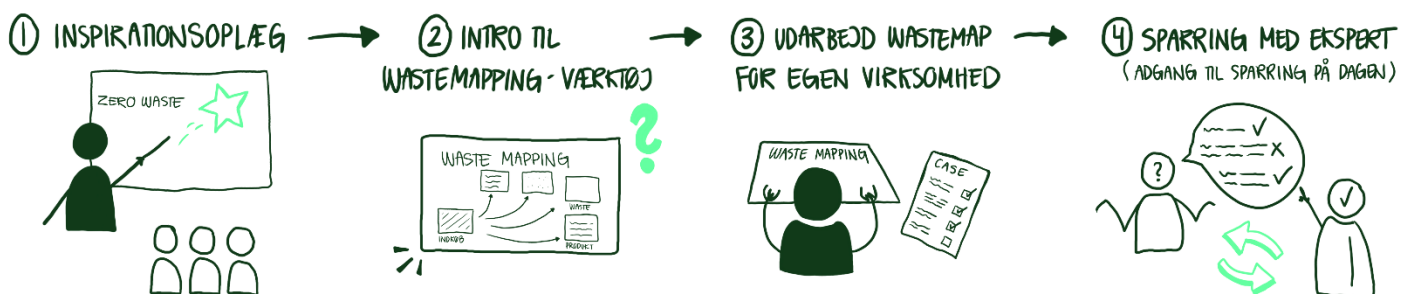 ① INSPIRATIONSOPLÆG
ZERO WASTE
② INTRO TIL
WASTEMAPPING-VÆRKTØJ
?
WASTE MAPPING
WASTE
INDKØB
PRODUKT
③ UDARBEJD WASTEMAP
FOR EGEN VIRKSOMHED
WASTE MAPPING
CASE
④ SPARRING MED EKSPERT
(ADGANG TIL SPARRING PÅ DAGEN)
?